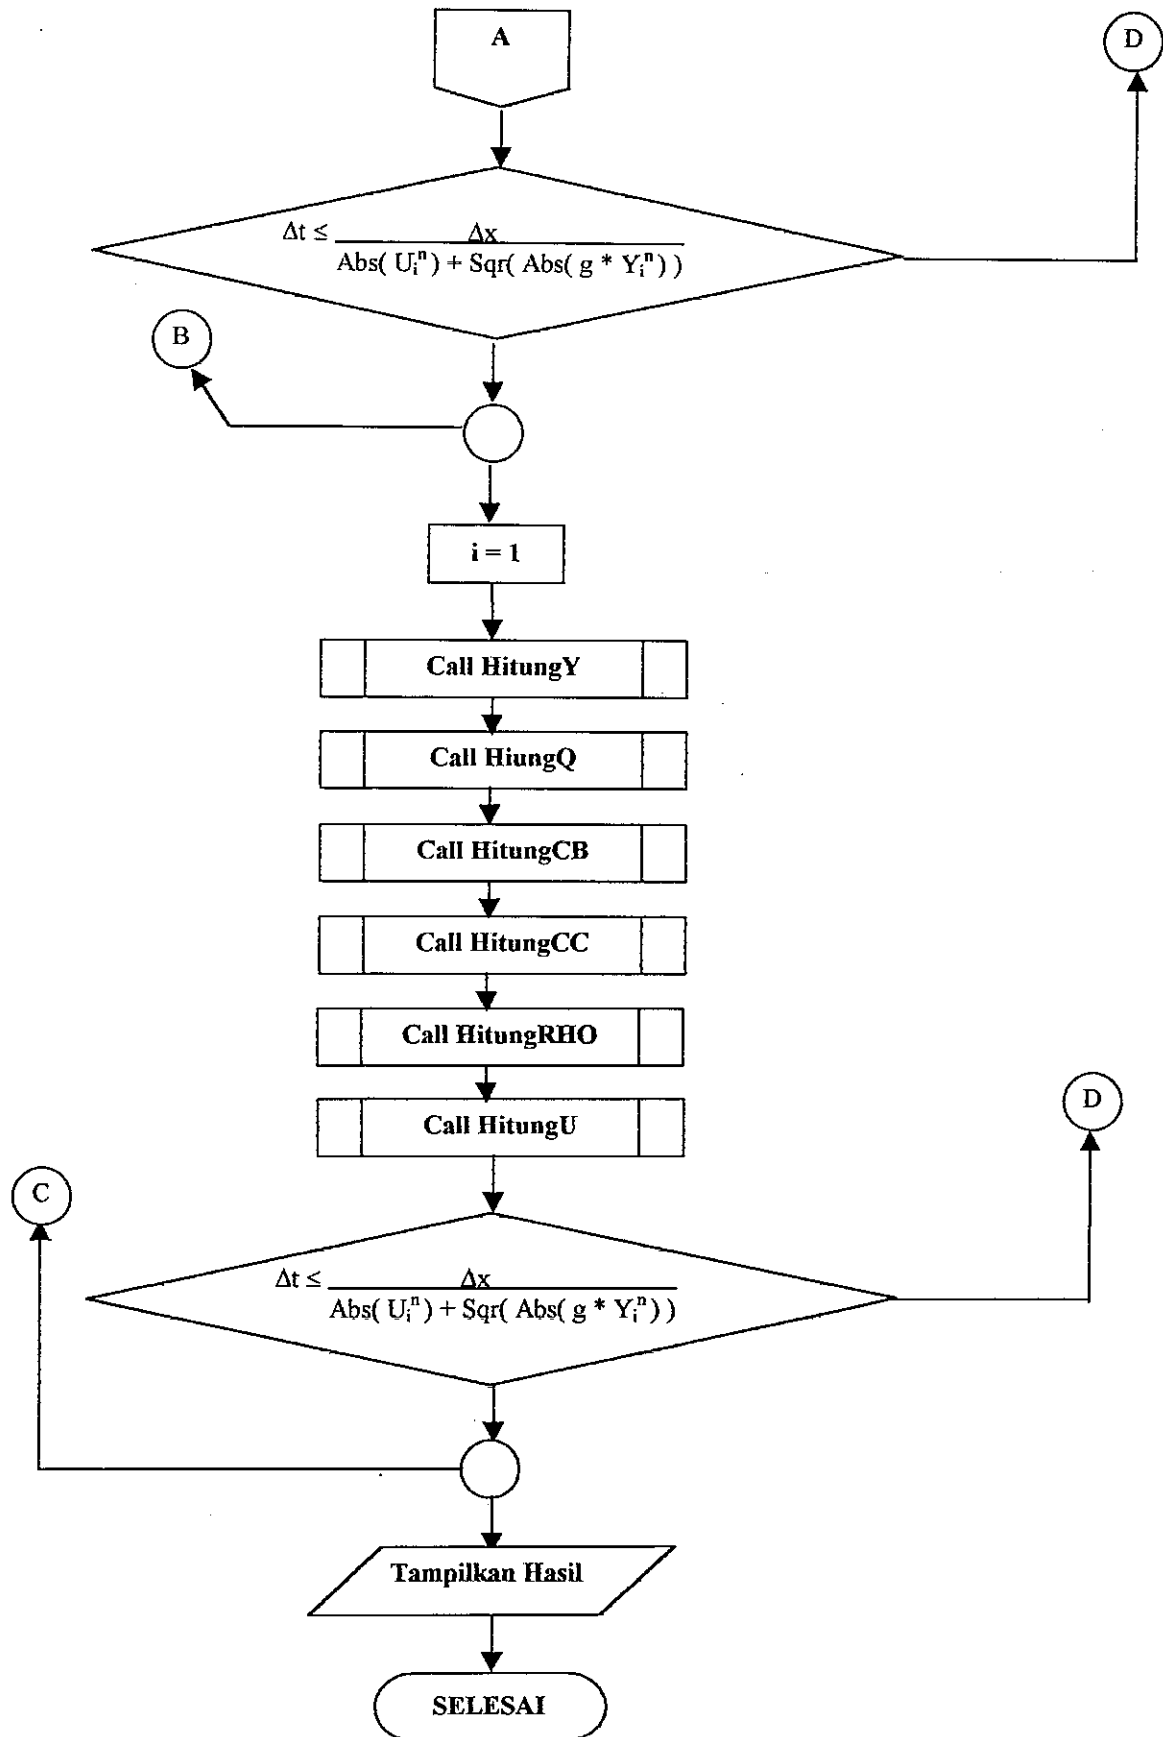 A
D
Δt ≤ Δx
Abs( Uᵢⁿ) + Sqr( Abs( g * Yᵢⁿ) )
B
i = 1
Call HitungY
Call HiungQ
Call HitungCB
Call HitungCC
Call HitungRHO
Call HitungU
D
C
Δt ≤ Δx
Abs( Uᵢⁿ) + Sqr( Abs( g * Yᵢⁿ) )
Tampilkan Hasil
SELESAI